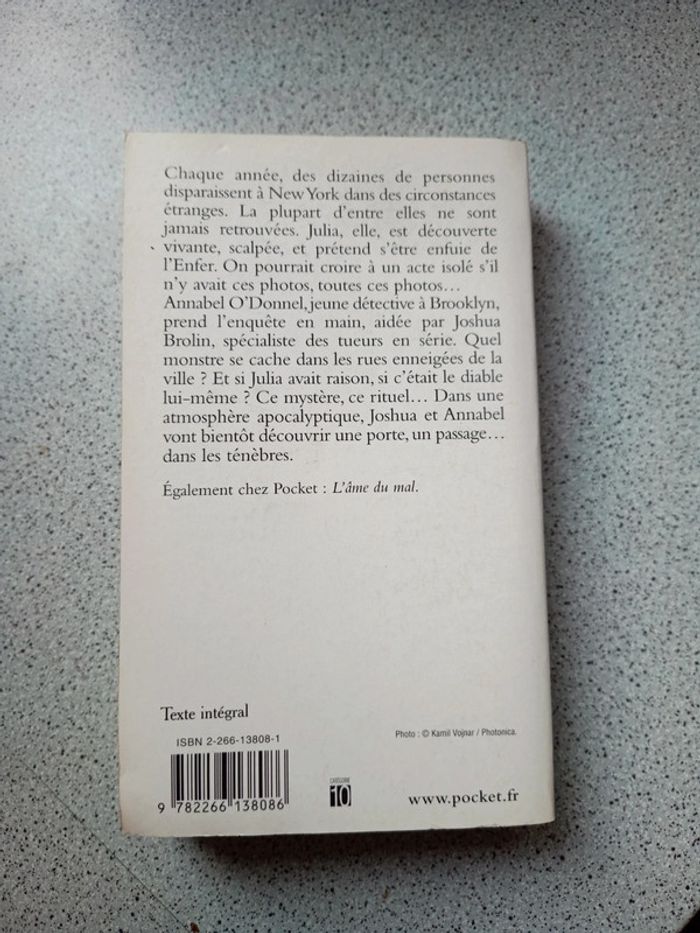 Chaque année, des dizaines de personnes
disparaissent à New York dans des circonstances
étranges. La plupart d'entre elles ne sont
jamais retrouvées. Julia, elle, est découverte
vivante, scalpée, et prétend s'être enfuie de
l'Enfer. On pourrait croire à un acte isolé s'il
n'y avait ces photos, toutes ces photos…
Annabel O'Donnel, jeune détective à Brooklyn,
prend l'enquête en main, aidée par Joshua
Brolin, spécialiste des tueurs en série. Quel
monstre se cache dans les rues enneigées de la
ville ? Et si Julia avait raison, si c'était le diable
lui-même ? Ce mystère, ce rituel… Dans une
atmosphère apocalyptique, Joshua et Annabel
vont bientôt découvrir une porte, un passage…
dans les ténèbres.
Également chez Pocket : L'âme du mal.
Texte intégral
ISBN 2-266-13808-1
Photo : © Kamil Vojnar / Photonica.
9 782266 138086
CATÉGORIE
10
www.pocket.fr